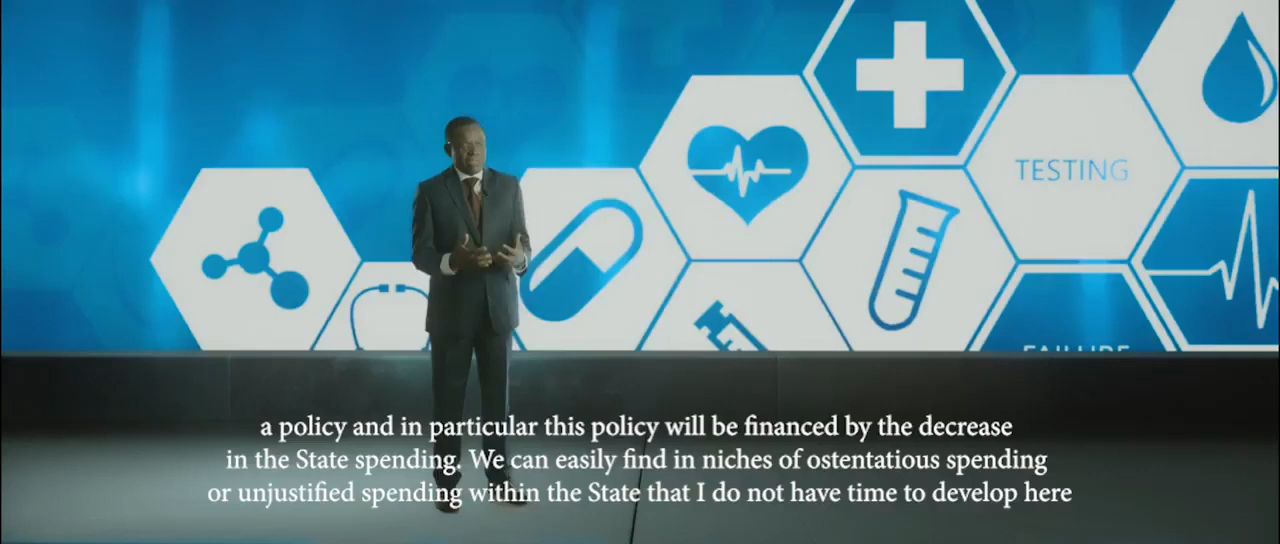 TESTING
FAILURE
a policy and in particular this policy will be financed by the decrease
in the State spending. We can easily find in niches of ostentatious spending
or unjustified spending within the State that I do not have time to develop here